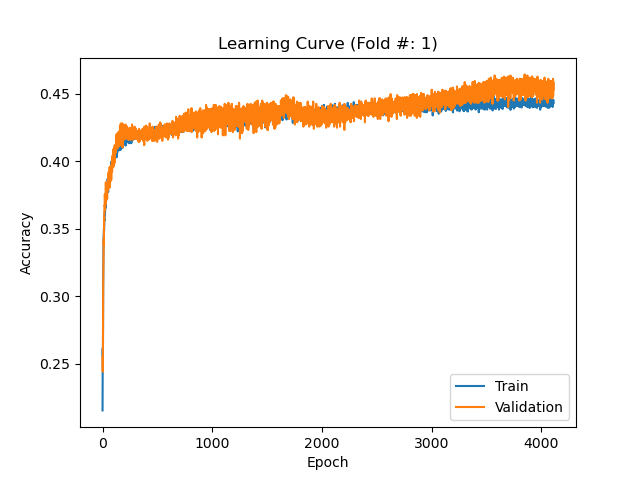 Learning Curve (Fold #: 1)
Accuracy
0.45
0.40
0.35
0.30
0.25
0 1000 2000 3000 4000
Epoch
Train
Validation